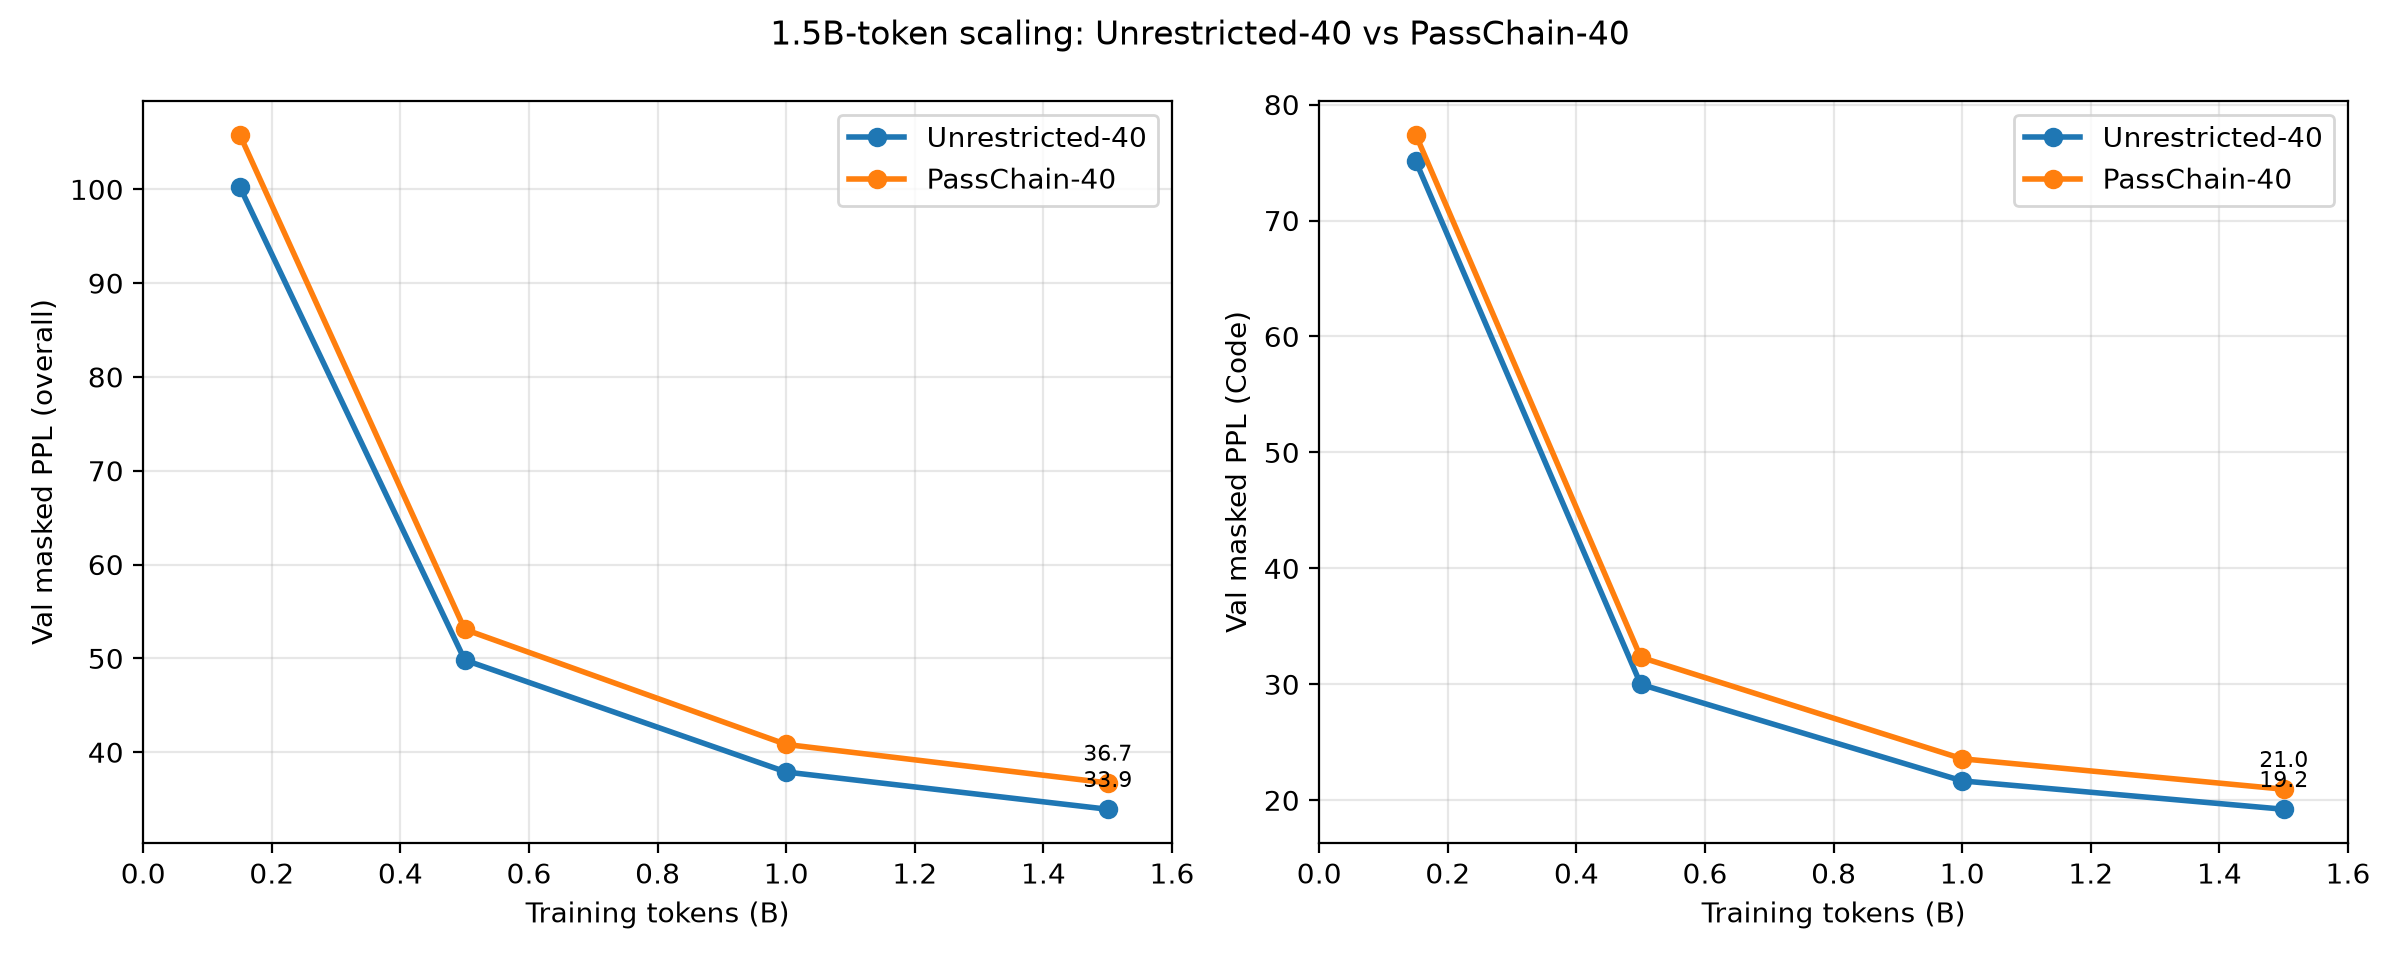 1.5B-token scaling: Unrestricted-40 vs PassChain-40
Val masked PPL (overall)
100
90
80
70
60
50
40
Unrestricted-40
PassChain-40
36.7
33.9
0.0 0.2 0.4 0.6 0.8 1.0 1.2 1.4 1.6
Training tokens (B)
Val masked PPL (Code)
80
70
60
50
40
30
20
Unrestricted-40
PassChain-40
21.0
19.2
0.0 0.2 0.4 0.6 0.8 1.0 1.2 1.4 1.6
Training tokens (B)